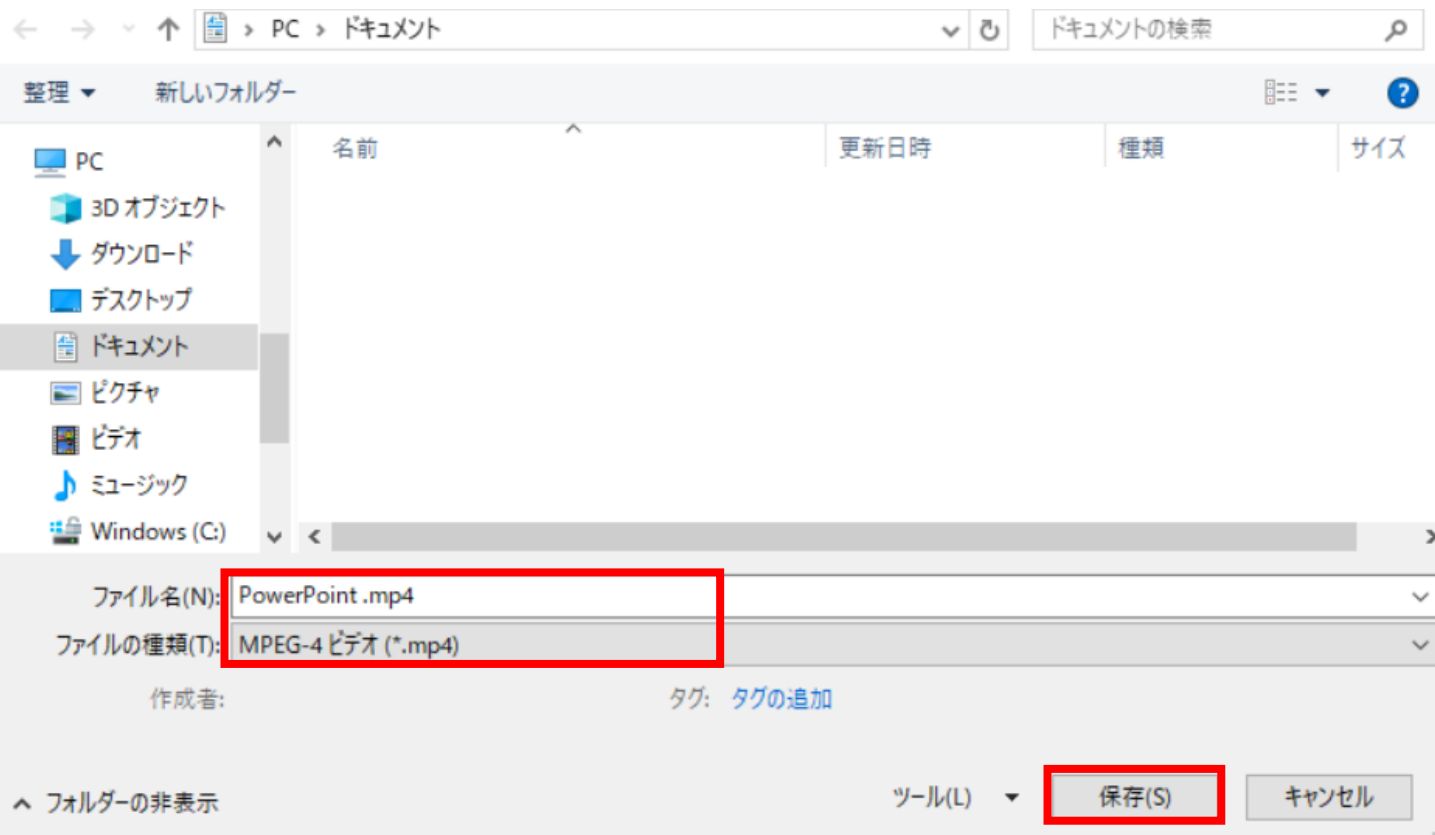 PC › ドキュメント
ドキュメントの検索
整理
新しいフォルダー
?
名前
更新日時
種類
サイズ
PC
3D オブジェクト
ダウンロード
デスクトップ
ドキュメント
ピクチャ
ビデオ
ミュージック
Windows (C:)
ファイル名(N): PowerPoint .mp4
ファイルの種類(T): MPEG-4 ビデオ (*.mp4)
作成者:
タグ: タグの追加
フォルダーの非表示
ツール(L)
保存(S)
キャンセル